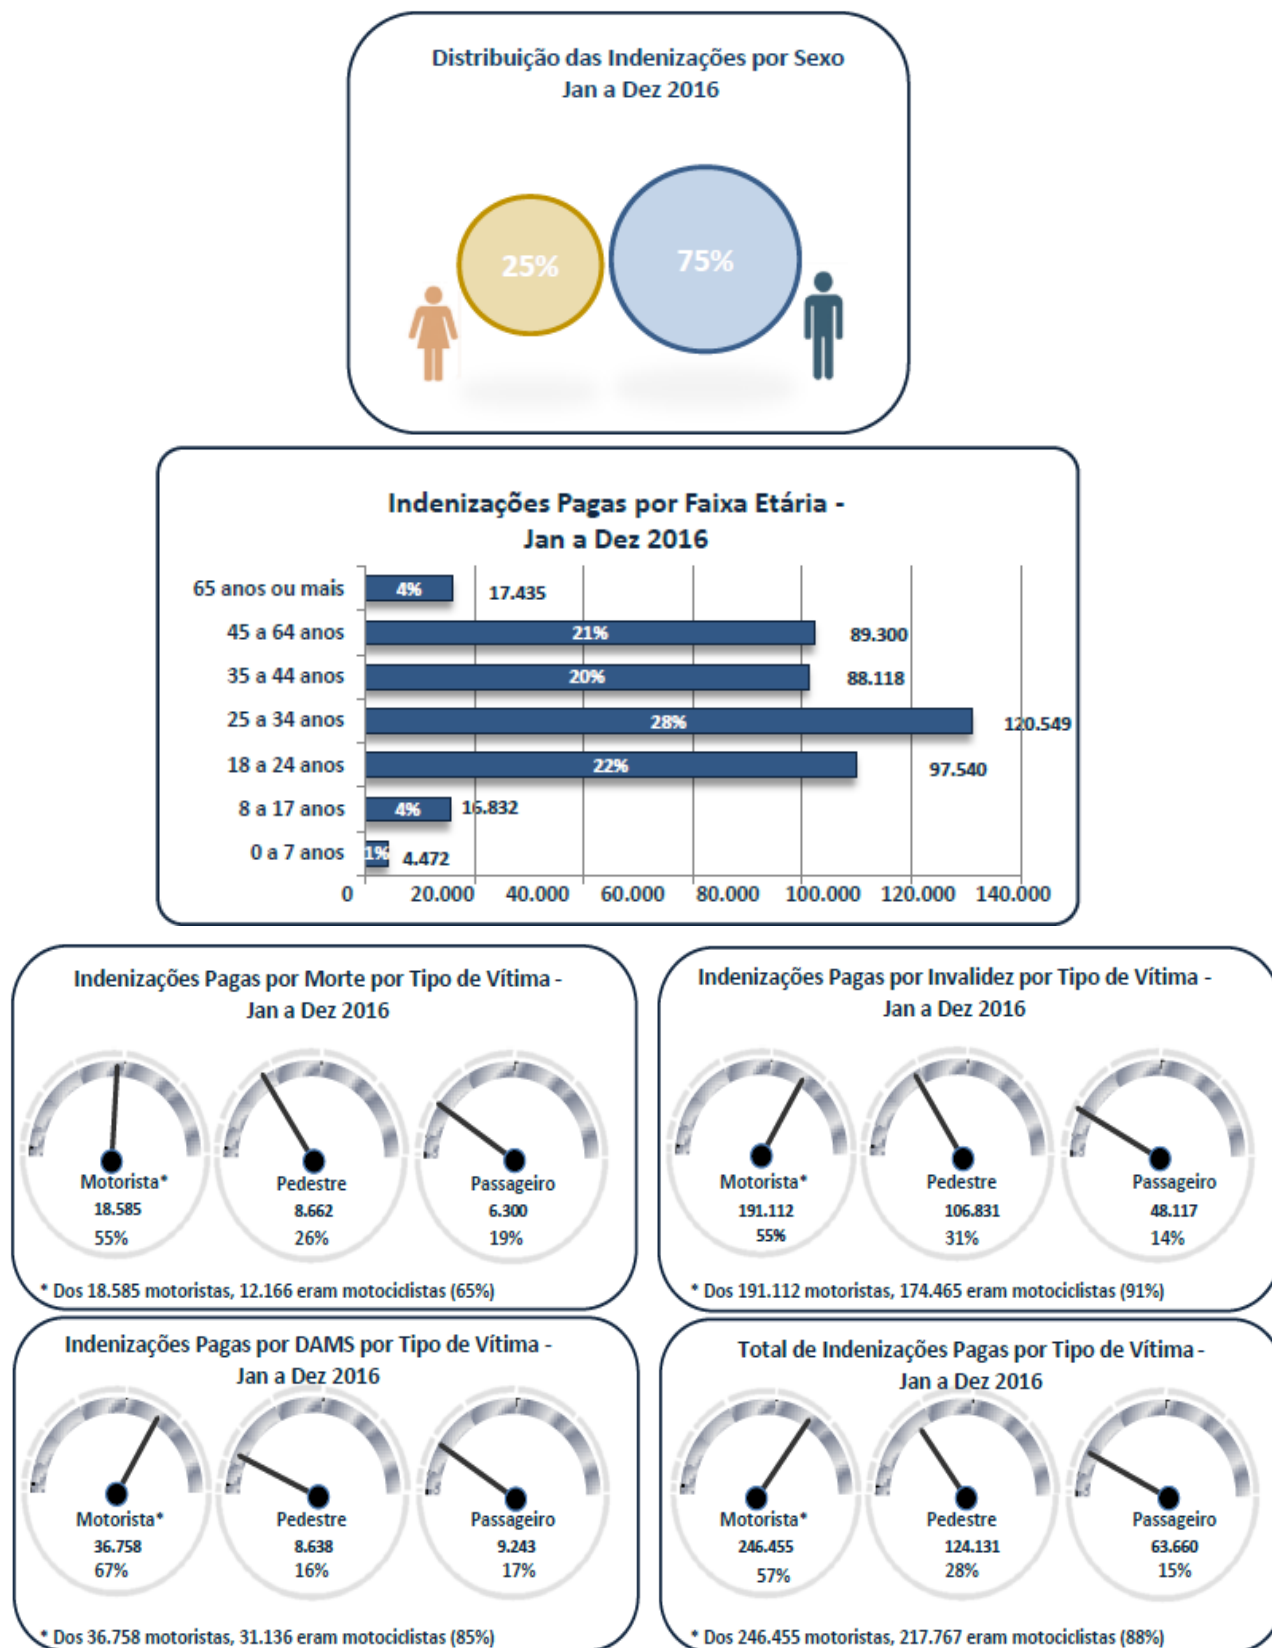 Distribuição das Indenizações por Sexo
Jan a Dez 2016
25%
75%
Indenizações Pagas por Faixa Etária -
Jan a Dez 2016
65 anos ou mais 4% 17.435
45 a 64 anos 21% 89.300
35 a 44 anos 20% 88.118
25 a 34 anos 28% 120.549
18 a 24 anos 22% 97.540
8 a 17 anos 4% 16.832
0 a 7 anos 1% 4.472
0 20.000 40.000 60.000 80.000 100.000 120.000 140.000
Indenizações Pagas por Morte por Tipo de Vítima -
Jan a Dez 2016
Motorista* Pedestre Passageiro
18.585 8.662 6.300
55% 26% 19%
* Dos 18.585 motoristas, 12.166 eram motociclistas (65%)
Indenizações Pagas por Invalidez por Tipo de Vítima -
Jan a Dez 2016
Motorista* Pedestre Passageiro
191.112 106.831 48.117
55% 31% 14%
* Dos 191.112 motoristas, 174.465 eram motociclistas (91%)
Indenizações Pagas por DAMS por Tipo de Vítima -
Jan a Dez 2016
Motorista* Pedestre Passageiro
36.758 8.638 9.243
67% 16% 17%
* Dos 36.758 motoristas, 31.136 eram motociclistas (85%)
Total de Indenizações Pagas por Tipo de Vítima -
Jan a Dez 2016
Motorista* Pedestre Passageiro
246.455 124.131 63.660
57% 28% 15%
* Dos 246.455 motoristas, 217.767 eram motociclistas (88%)